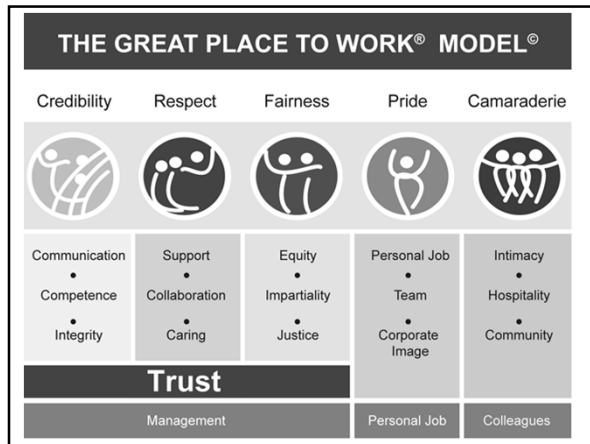 THE GREAT PLACE TO WORK® MODEL©
Credibility Respect Fairness Pride Camaraderie
Communication Support Equity Personal Job Intimacy
• • • • •
Competence Collaboration Impartiality Team Hospitality
• • • • •
Integrity Caring Justice Corporate Image Community
Trust
Management Personal Job Colleagues